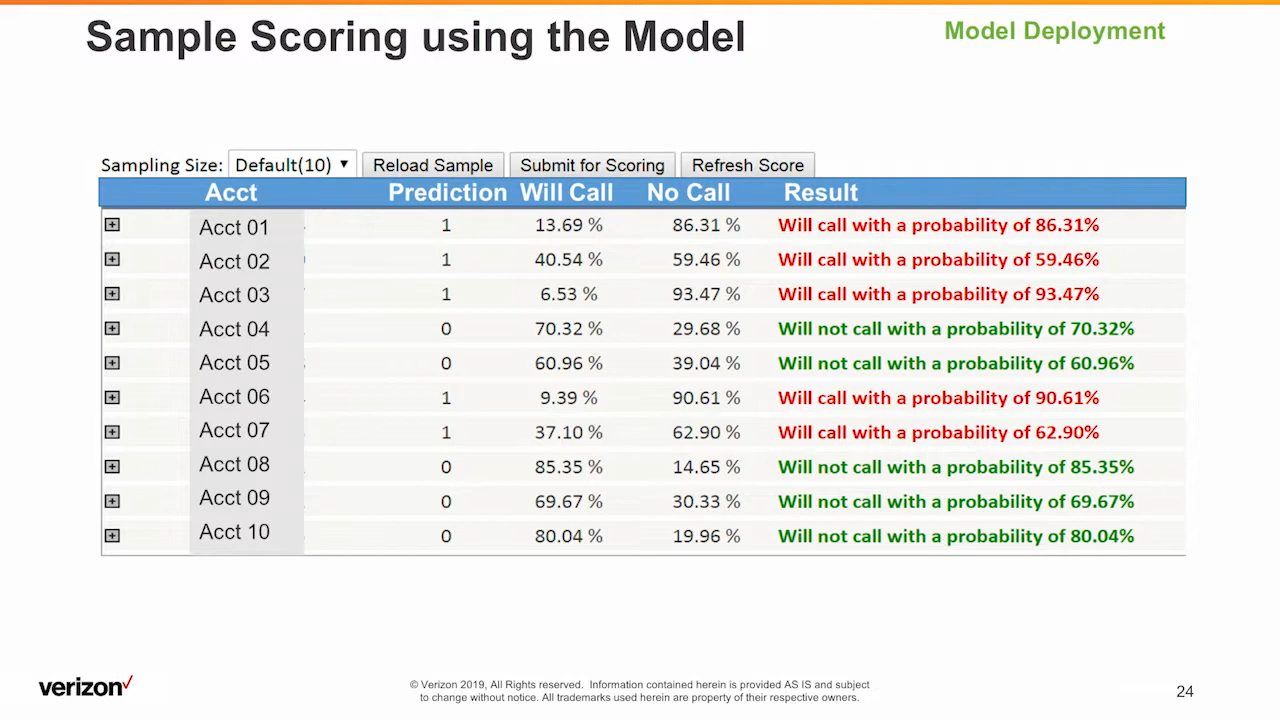 Sample Scoring using the Model
Model Deployment
Sampling Size: Default(10) Reload Sample Submit for Scoring Refresh Score
Acct Prediction Will Call No Call Result
Acct 01 1 13.69 % 86.31 % Will call with a probability of 86.31%
Acct 02 1 40.54 % 59.46 % Will call with a probability of 59.46%
Acct 03 1 6.53 % 93.47 % Will call with a probability of 93.47%
Acct 04 0 70.32 % 29.68 % Will not call with a probability of 70.32%
Acct 05 0 60.96 % 39.04 % Will not call with a probability of 60.96%
Acct 06 1 9.39 % 90.61 % Will call with a probability of 90.61%
Acct 07 1 37.10 % 62.90 % Will call with a probability of 62.90%
Acct 08 0 85.35 % 14.65 % Will not call with a probability of 85.35%
Acct 09 0 69.67 % 30.33 % Will not call with a probability of 69.67%
Acct 10 0 80.04 % 19.96 % Will not call with a probability of 80.04%
verizon
© Verizon 2019, All Rights reserved. Information contained herein is provided AS IS and subject
to change without notice. All trademarks used herein are property of their respective owners.
24